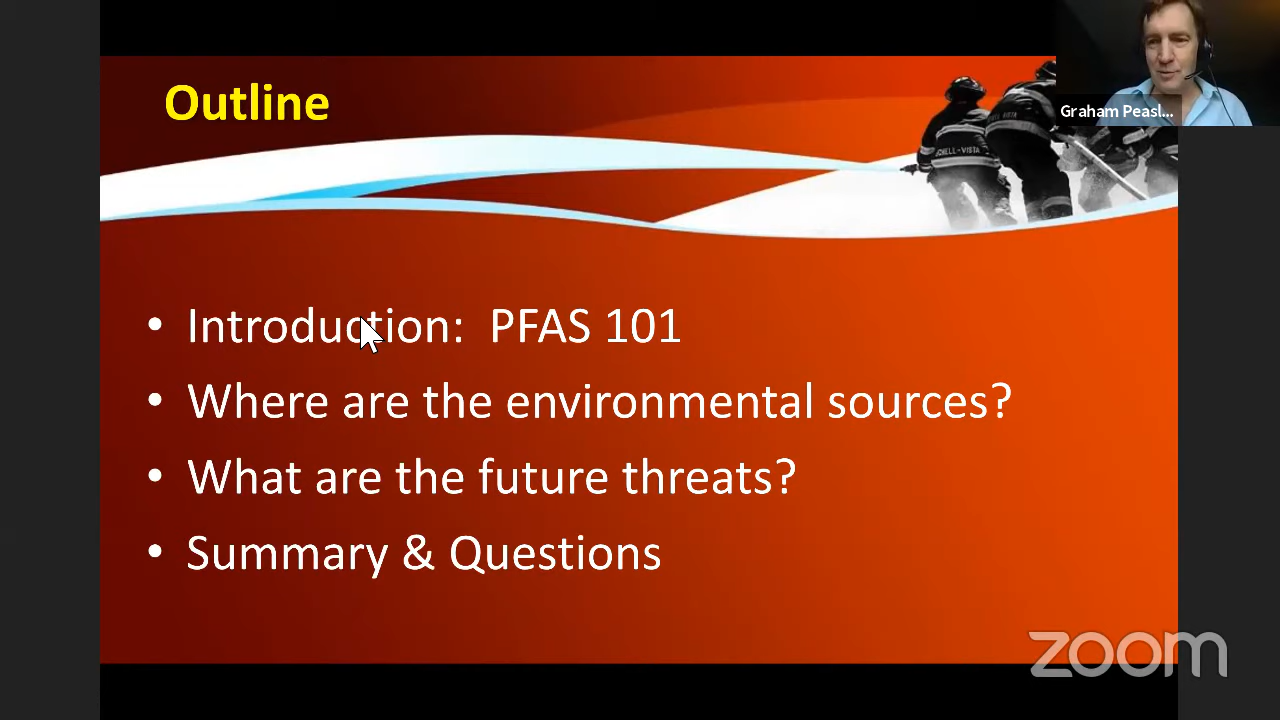 Outline
Graham Peasl...
• Introduction: PFAS 101
• Where are the environmental sources?
• What are the future threats?
• Summary & Questions
zoom